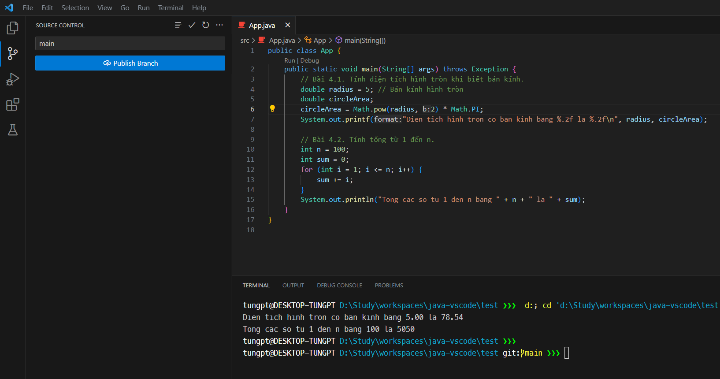 File Edit Selection View Go Run Terminal Help
SOURCE CONTROL
main
Publish Branch
App.java
src > App.java > App > main(String[])
1 public class App {
Run | Debug
2 public static void main(String[] args) throws Exception {
3 // Bài 4.1. Tính diện tích hình tròn khi biết bán kính.
4 double radius = 5; // Bán kính hình tròn
5 double circleArea;
6 circleArea = Math.pow(radius, b:2) * Math.PI;
7 System.out.printf(format:"Dien tich hinh tron co ban kinh bang %.2f la %.2f\n", radius, circleArea);
8
9 // Bài 4.2. Tính tổng từ 1 đến n.
10 int n = 100;
11 int sum = 0;
12 for (int i = 1; i <= n; i++) {
13 sum += i;
14 }
15 System.out.println("Tong cac so tu 1 den n bang " + n + " la " + sum);
16 }
17 }
18
TERMINAL OUTPUT DEBUG CONSOLE PROBLEMS
tungpt@DESKTOP-TUNGPT D:\Study\workspaces\java-vscode\test ❯❯❯ d:; cd 'd:\Study\workspaces\java-vscode\test
Dien tich hinh tron co ban kinh bang 5.00 la 78.54
Tong cac so tu 1 den n bang 100 la 5050
tungpt@DESKTOP-TUNGPT D:\Study\workspaces\java-vscode\test ❯❯❯
tungpt@DESKTOP-TUNGPT D:\Study\workspaces\java-vscode\test git:main ❯❯❯